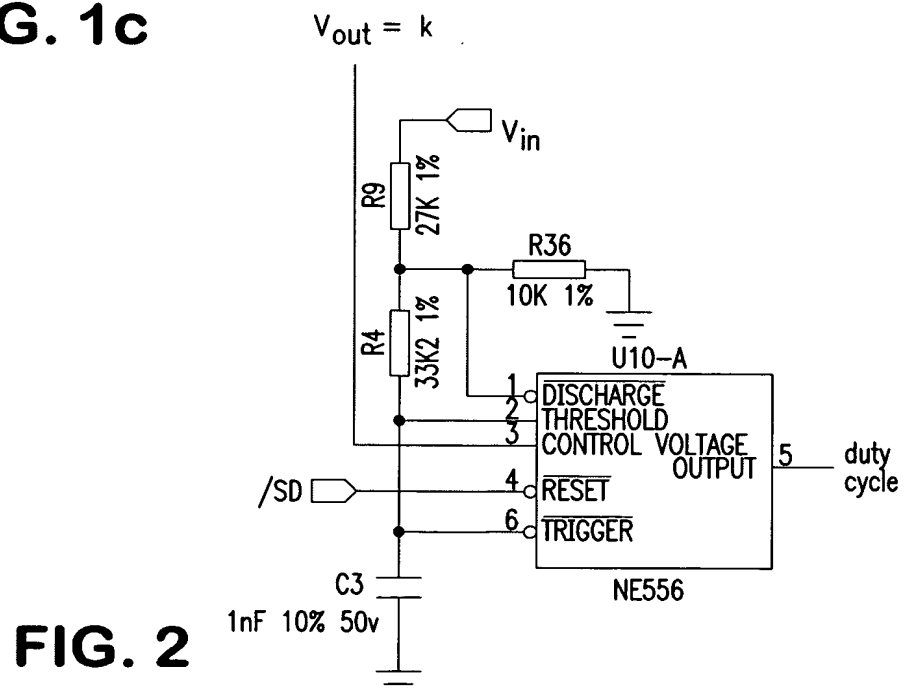 G. 1c
Vout = k
Vin
R9
27K 1%
R36
10K 1%
R4
33K2 1%
U10-A
1
DISCHARGE
2
THRESHOLD
3
CONTROL VOLTAGE
OUTPUT
5
duty
cycle
/SD
4
RESET
6
TRIGGER
C3
1nF 10% 50v
NE556
FIG. 2